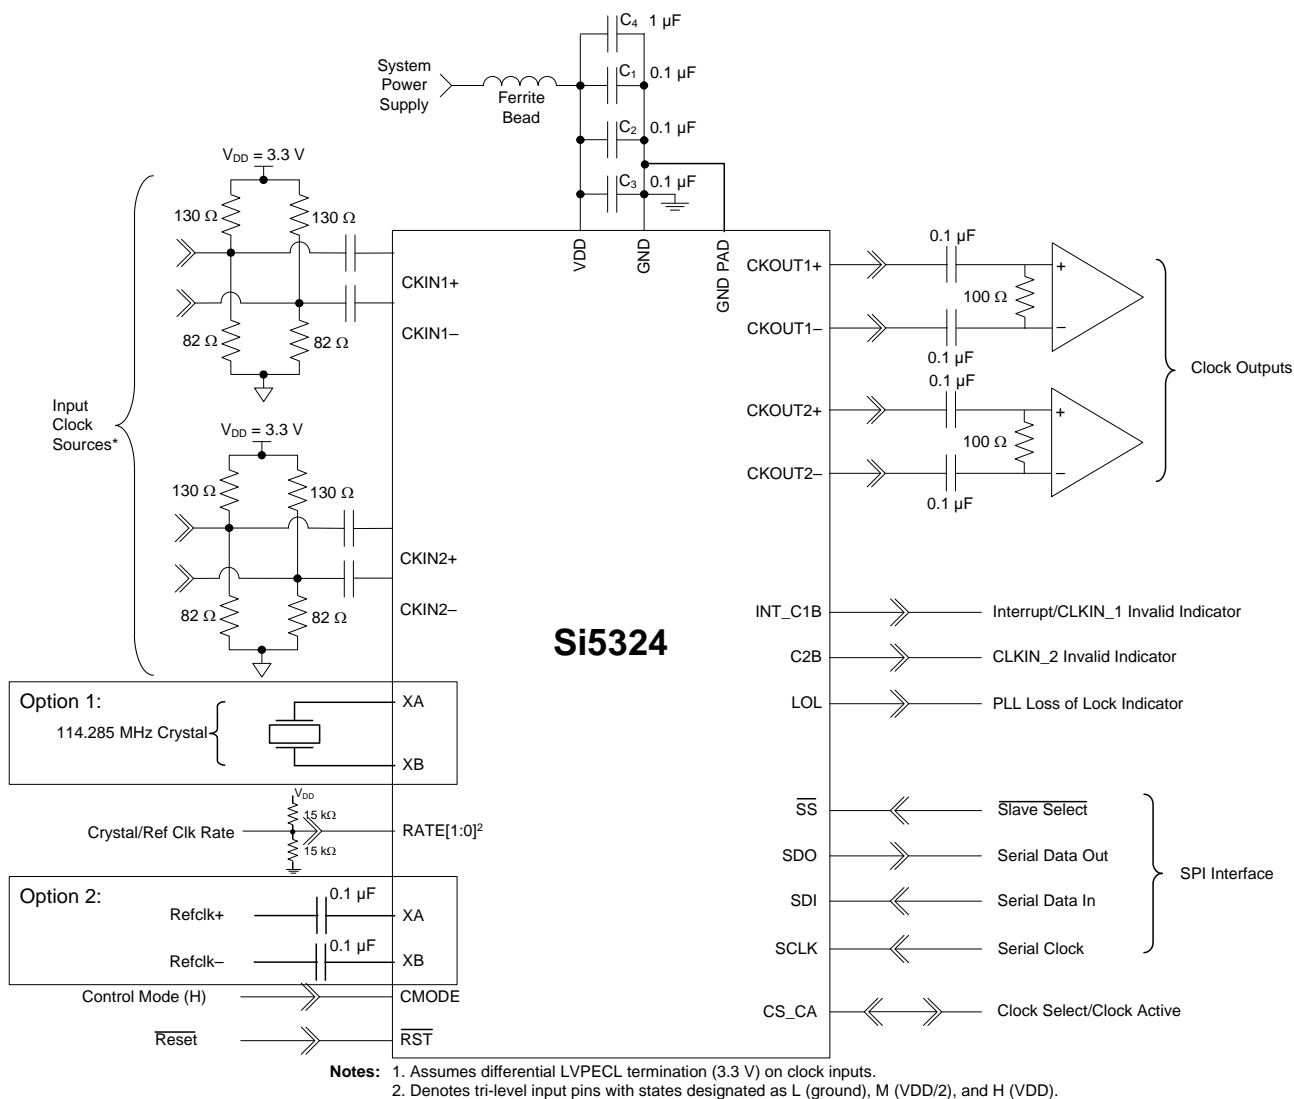 C4 1 µF
System
Power
Supply
Ferrite
Bead
C1 0.1 µF
C2 0.1 µF
C3 0.1 µF
VDD
GND
GND PAD
VDD = 3.3 V
130 Ω
130 Ω
82 Ω
82 Ω
CKIN1+
CKIN1–
Input
Clock
Sources*
VDD = 3.3 V
130 Ω
130 Ω
82 Ω
82 Ω
CKIN2+
CKIN2–
Si5324
0.1 µF
CKOUT1+
+
100 Ω
CKOUT1–
–
0.1 µF
0.1 µF
CKOUT2+
+
100 Ω
CKOUT2–
–
0.1 µF
Clock Outputs
INT_C1B
Interrupt/CLKIN_1 Invalid Indicator
C2B
CLKIN_2 Invalid Indicator
LOL
PLL Loss of Lock Indicator
Option 1:
114.285 MHz Crystal
XA
XB
VDD
15 kΩ
Crystal/Ref Clk Rate
RATE[1:0]2
15 kΩ
Option 2:
0.1 µF
Refclk+
XA
0.1 µF
Refclk–
XB
Control Mode (H)
CMODE
Reset
RST
SS
Slave Select
SDO
Serial Data Out
SDI
Serial Data In
SCLK
Serial Clock
SPI Interface
CS_CA
Clock Select/Clock Active
Notes: 1. Assumes differential LVPECL termination (3.3 V) on clock inputs.
2. Denotes tri-level input pins with states designated as L (ground), M (VDD/2), and H (VDD).